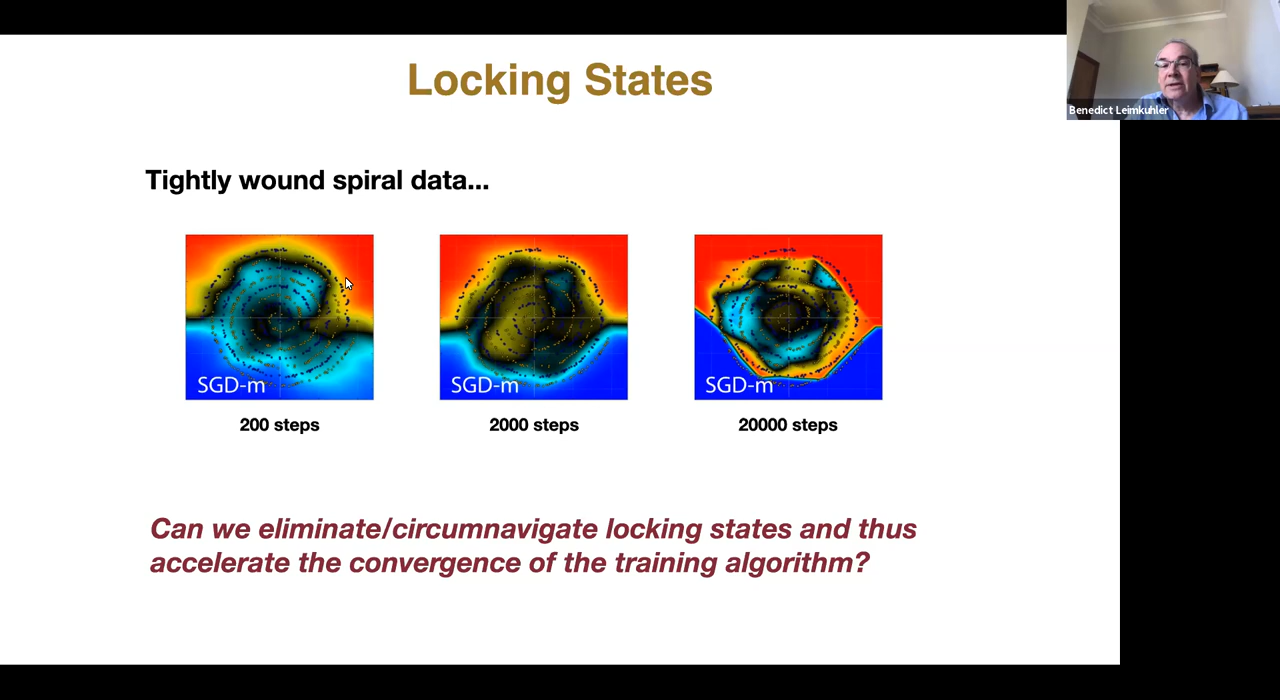 Locking States
Benedict Leimkuhler
Tightly wound spiral data...
SGD-m
SGD-m
SGD-m
200 steps
2000 steps
20000 steps
Can we eliminate/circumnavigate locking states and thus
accelerate the convergence of the training algorithm?